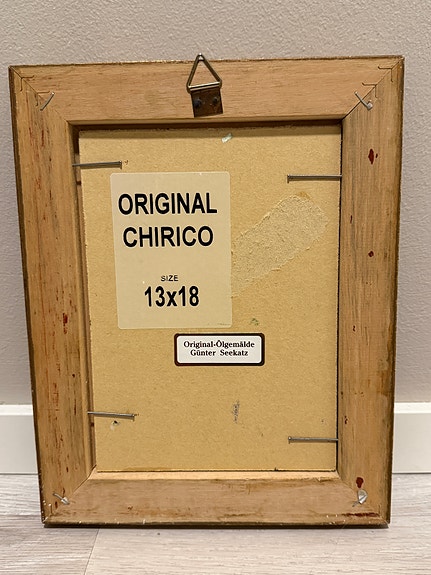 ORIGINAL
CHIRICO
SIZE
13x18
Original-Ölgemälde
Günter Seekatz